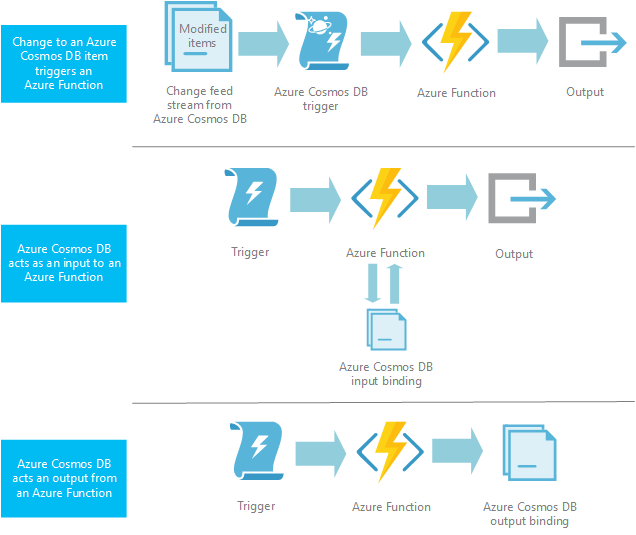 Change to an Azure
Cosmos DB item
triggers an
Azure Function
Modified
items
Change feed
stream from
Azure Cosmos DB
Azure Cosmos DB
trigger
Azure Function
Output
Azure Cosmos DB
acts as an input to an
Azure Function
Trigger
Azure Function
Output
Azure Cosmos DB
input binding
Azure Cosmos DB
acts an output from
an Azure Function
Trigger
Azure Function
Azure Cosmos DB
output binding